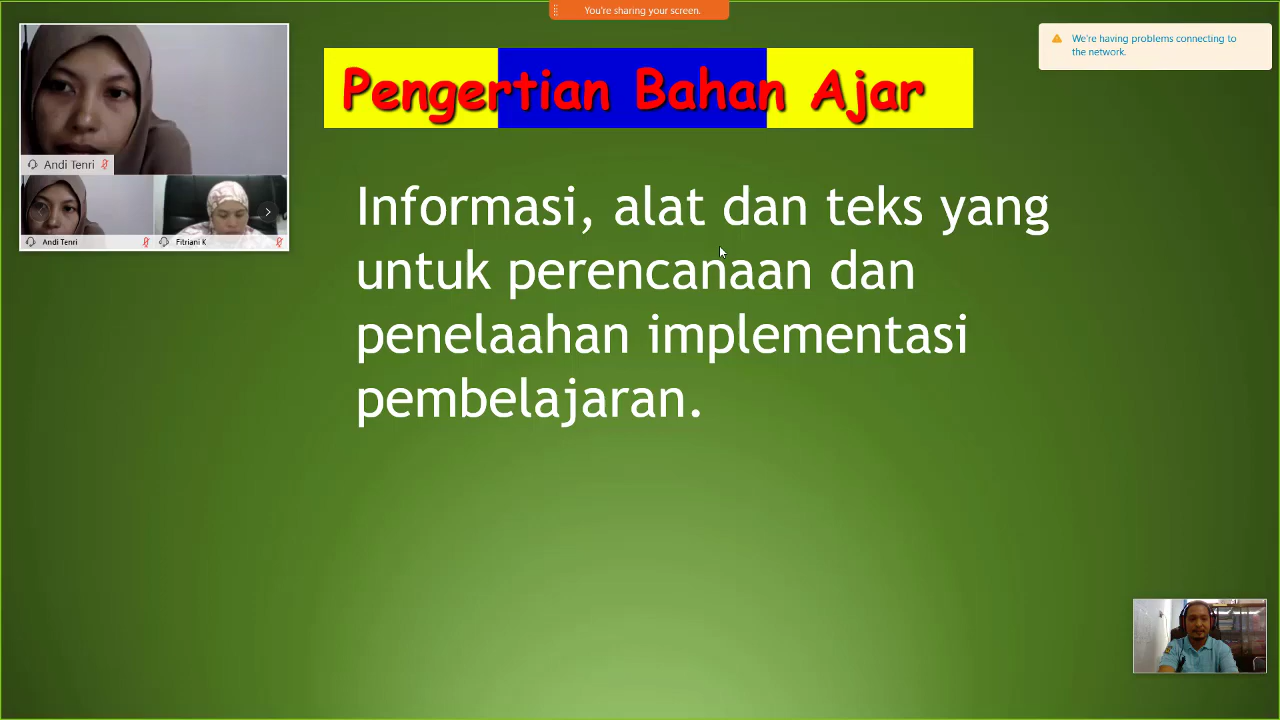 You're sharing your screen.
We're having problems connecting to
the network.
Pengertian Bahan Ajar
Andi Tenri
Andi Tenri
Fitriani K
Informasi, alat dan teks yang
untuk perencanaan dan
penelaahan implementasi
pembelajaran.